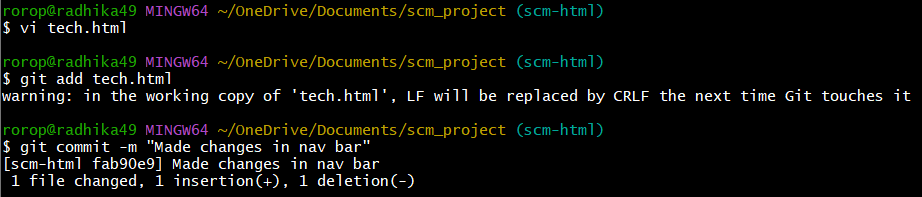 rorop@radhika49 MINGW64 ~/OneDrive/Documents/scm_project (scm-html)
$ vi tech.html
rorop@radhika49 MINGW64 ~/OneDrive/Documents/scm_project (scm-html)
$ git add tech.html
warning: in the working copy of 'tech.html', LF will be replaced by CRLF the next time Git touches it
rorop@radhika49 MINGW64 ~/OneDrive/Documents/scm_project (scm-html)
$ git commit -m "Made changes in nav bar"
[scm-html fab90e9] Made changes in nav bar
1 file changed, 1 insertion(+), 1 deletion(-)